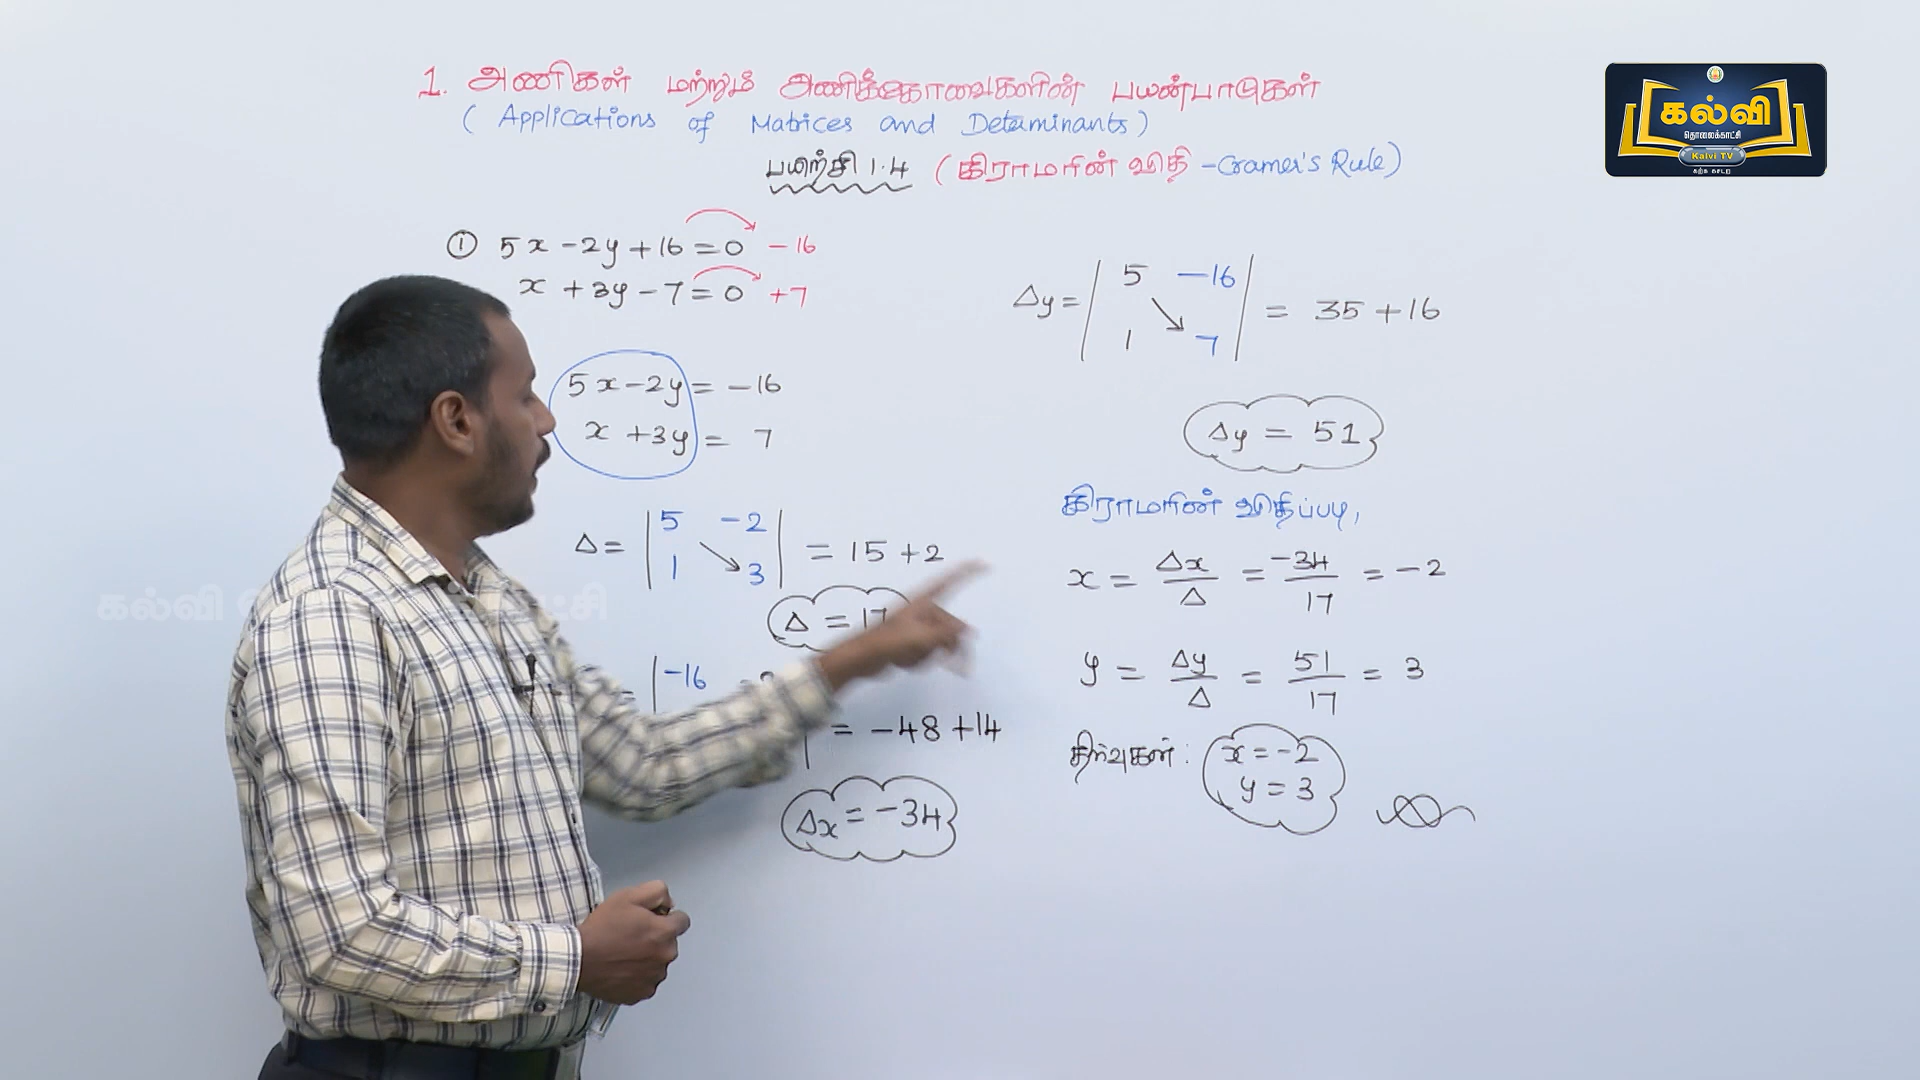 1. அணிகள் மற்றும் அணிக்கோவைகளின் பயன்பாடுகள்
( Applications of Matrices and Determinants )
பயிற்சி 1.4 ( கிராமரின் விதி - Cramer's Rule )
① 5x - 2y + 16 = 0 - 16
x + 3y - 7 = 0 + 7
5x - 2y = -16
x + 3y = 7
Δ = | 5 -2 |
| 1 3 | = 15 + 2
Δ = 17
= | -16
= -48 + 14
Δx = -34
Δy = | 5 -16 |
| 1 7 | = 35 + 16
Δy = 51
கிராமரின் விதிப்படி,
x = Δx/Δ = -34/17 = -2
y = Δy/Δ = 51/17 = 3
தீர்வுகள் : x = -2
y = 3
கல்வி
தொலைக்காட்சி
Kalvi TV
கற்க கசடற